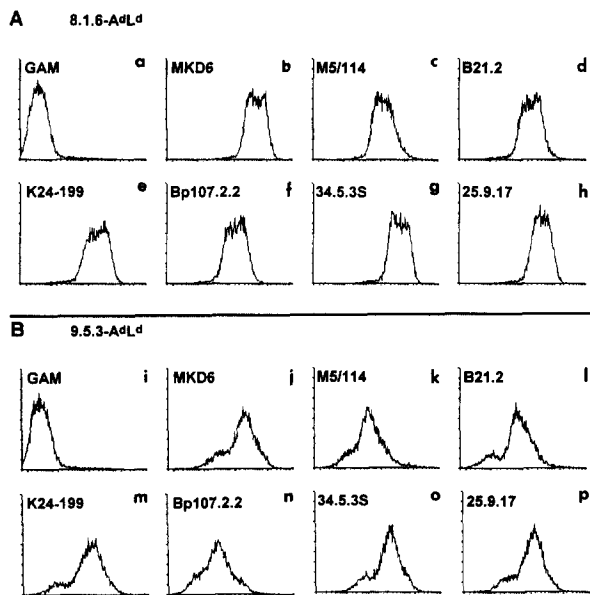 A 8.1.6-AdLd
GAM a
MKD6 b
M5/114 c
B21.2 d
K24-199 e
Bp107.2.2 f
34.5.3S g
25.9.17 h
B 9.5.3-AdLd
GAM i
MKD6 j
M5/114 k
B21.2 l
K24-199 m
Bp107.2.2 n
34.5.3S o
25.9.17 p